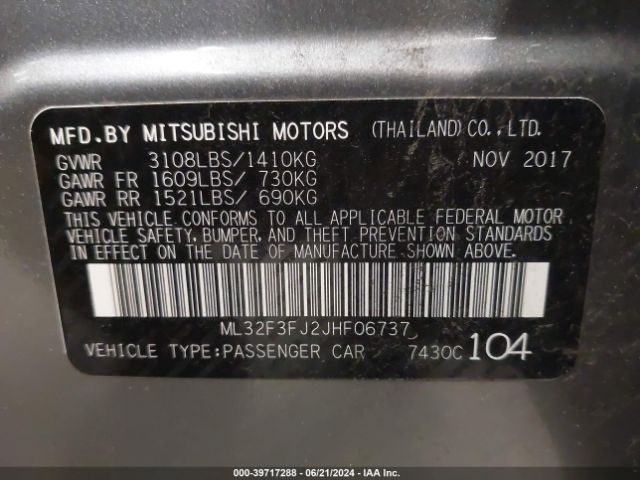 MFD.BY MITSUBISHI MOTORS (THAILAND)CO.,LTD.
GVWR 3108LBS/1410KG NOV 2017
GAWR FR 1609LBS/ 730KG
GAWR RR 1521LBS/ 690KG
THIS VEHICLE CONFORMS TO ALL APPLICABLE FEDERAL MOTOR
VEHICLE SAFETY, BUMPER, AND THEFT PREVENTION STANDARDS
IN EFFECT ON THE DATE OF MANUFACTURE SHOWN ABOVE.
ML32F3FJ2JHF06737
VEHICLE TYPE:PASSENGER CAR 7430C 104
000-39717288 - 06/21/2024 - IAA Inc.